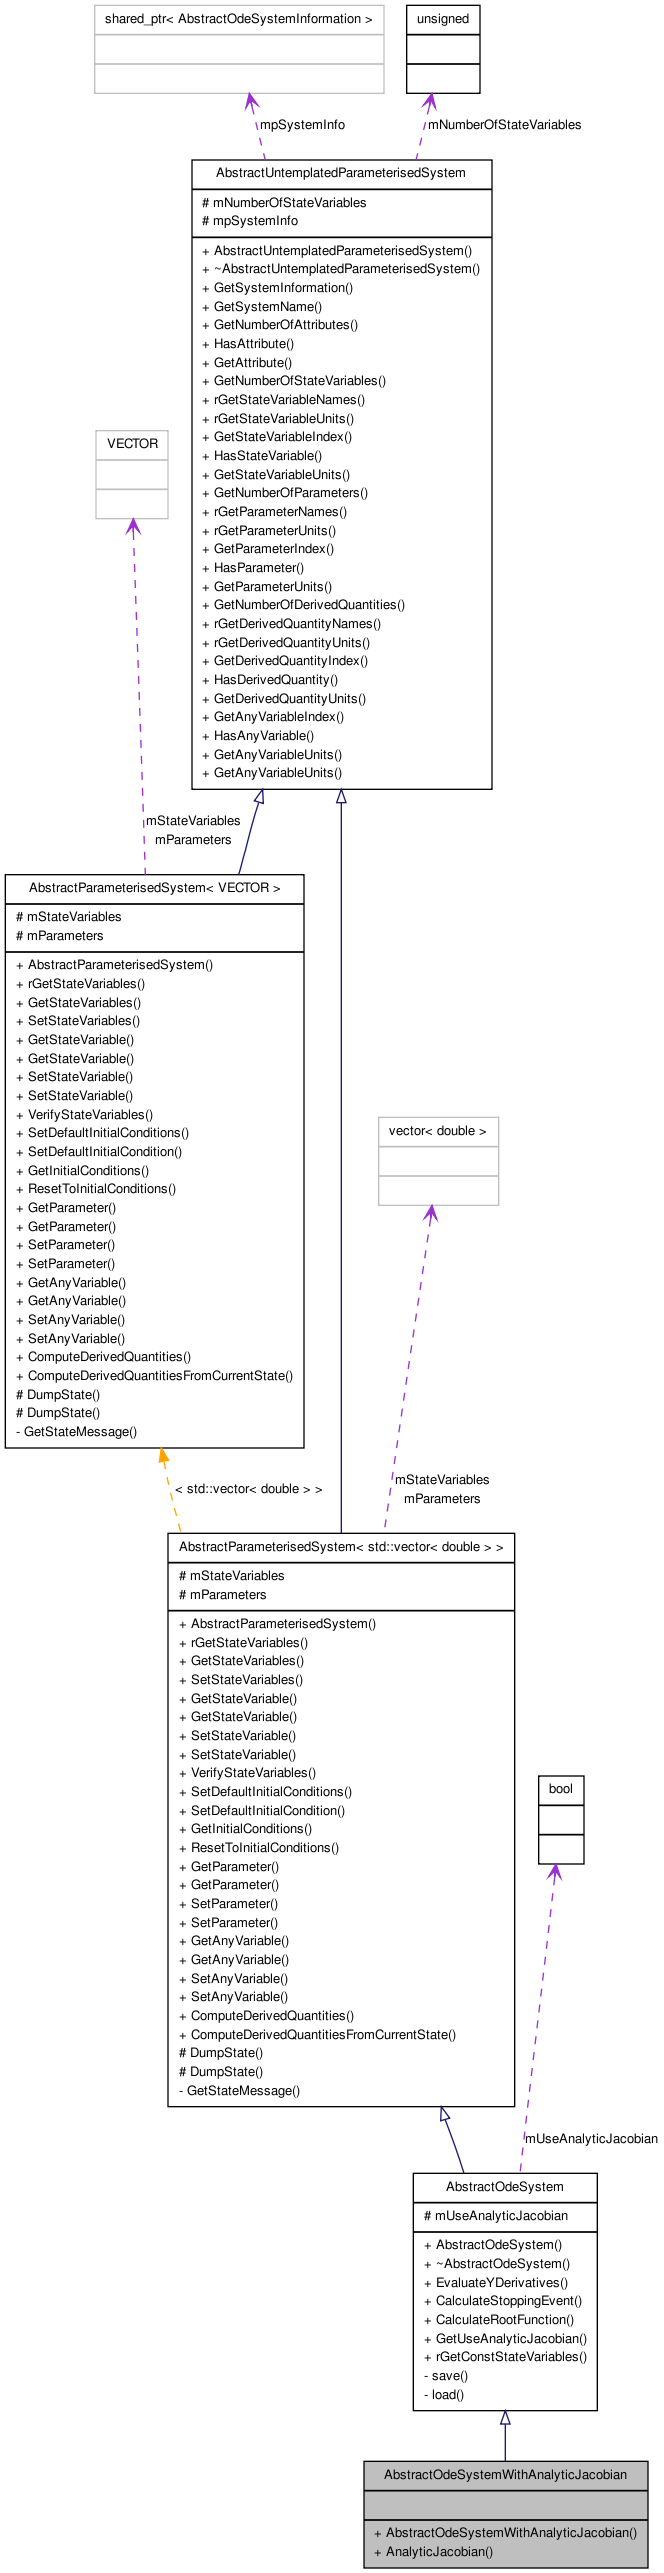 shared_ptr< AbstractOdeSystemInformation >
unsigned
mpSystemInfo
mNumberOfStateVariables
AbstractUntemplatedParameterisedSystem
# mNumberOfStateVariables
# mpSystemInfo
+ AbstractUntemplatedParameterisedSystem()
+ ~AbstractUntemplatedParameterisedSystem()
+ GetSystemInformation()
+ GetSystemName()
+ GetNumberOfAttributes()
+ HasAttribute()
+ GetAttribute()
+ GetNumberOfStateVariables()
+ rGetStateVariableNames()
+ rGetStateVariableUnits()
+ GetStateVariableIndex()
+ HasStateVariable()
+ GetStateVariableUnits()
+ GetNumberOfParameters()
+ rGetParameterNames()
+ rGetParameterUnits()
+ GetParameterIndex()
+ HasParameter()
+ GetParameterUnits()
+ GetNumberOfDerivedQuantities()
+ rGetDerivedQuantityNames()
+ rGetDerivedQuantityUnits()
+ GetDerivedQuantityIndex()
+ HasDerivedQuantity()
+ GetDerivedQuantityUnits()
+ GetAnyVariableIndex()
+ HasAnyVariable()
+ GetAnyVariableUnits()
+ GetAnyVariableUnits()
VECTOR
mStateVariables
mParameters
AbstractParameterisedSystem< VECTOR >
# mStateVariables
# mParameters
+ AbstractParameterisedSystem()
+ rGetStateVariables()
+ GetStateVariables()
+ SetStateVariables()
+ GetStateVariable()
+ GetStateVariable()
+ SetStateVariable()
+ SetStateVariable()
+ VerifyStateVariables()
+ SetDefaultInitialConditions()
+ SetDefaultInitialCondition()
+ GetInitialConditions()
+ ResetToInitialConditions()
+ GetParameter()
+ GetParameter()
+ SetParameter()
+ SetParameter()
+ GetAnyVariable()
+ GetAnyVariable()
+ SetAnyVariable()
+ SetAnyVariable()
+ ComputeDerivedQuantities()
+ ComputeDerivedQuantitiesFromCurrentState()
# DumpState()
# DumpState()
- GetStateMessage()
vector< double >
< std::vector< double > >
mStateVariables
mParameters
AbstractParameterisedSystem< std::vector< double > >
# mStateVariables
# mParameters
+ AbstractParameterisedSystem()
+ rGetStateVariables()
+ GetStateVariables()
+ SetStateVariables()
+ GetStateVariable()
+ GetStateVariable()
+ SetStateVariable()
+ SetStateVariable()
+ VerifyStateVariables()
+ SetDefaultInitialConditions()
+ SetDefaultInitialCondition()
+ GetInitialConditions()
+ ResetToInitialConditions()
+ GetParameter()
+ GetParameter()
+ SetParameter()
+ SetParameter()
+ GetAnyVariable()
+ GetAnyVariable()
+ SetAnyVariable()
+ SetAnyVariable()
+ ComputeDerivedQuantities()
+ ComputeDerivedQuantitiesFromCurrentState()
# DumpState()
# DumpState()
- GetStateMessage()
bool
mUseAnalyticJacobian
AbstractOdeSystem
# mUseAnalyticJacobian
+ AbstractOdeSystem()
+ ~AbstractOdeSystem()
+ EvaluateYDerivatives()
+ CalculateStoppingEvent()
+ CalculateRootFunction()
+ GetUseAnalyticJacobian()
+ rGetConstStateVariables()
- save()
- load()
AbstractOdeSystemWithAnalyticJacobian
+ AbstractOdeSystemWithAnalyticJacobian()
+ AnalyticJacobian()